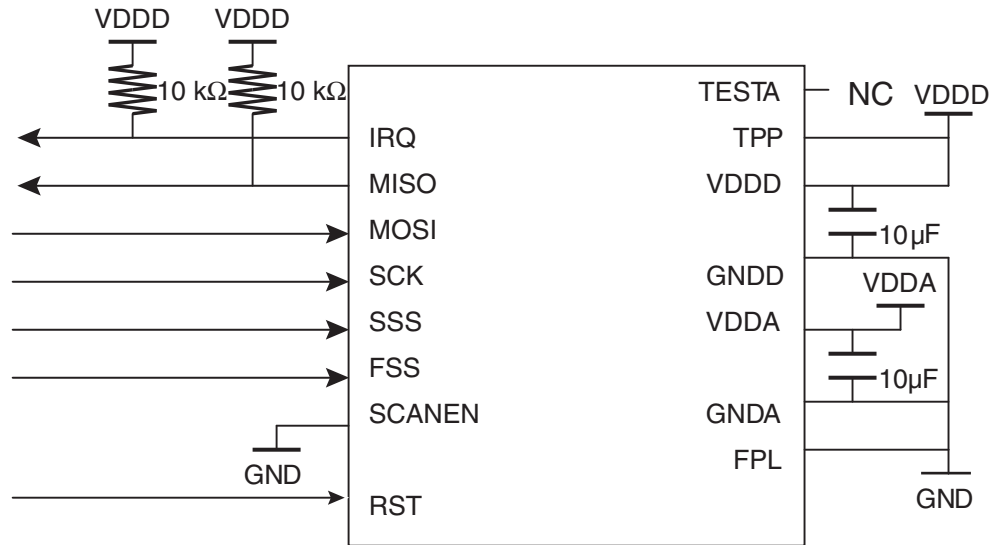 VDDD VDDD
10 kΩ 10 kΩ
TESTA NC VDDD
IRQ TPP
MISO VDDD
MOSI 10µF
SCK GNDD
VDDA
SSS VDDA
FSS 10µF
SCANEN GNDA
FPL
GND GND
RST